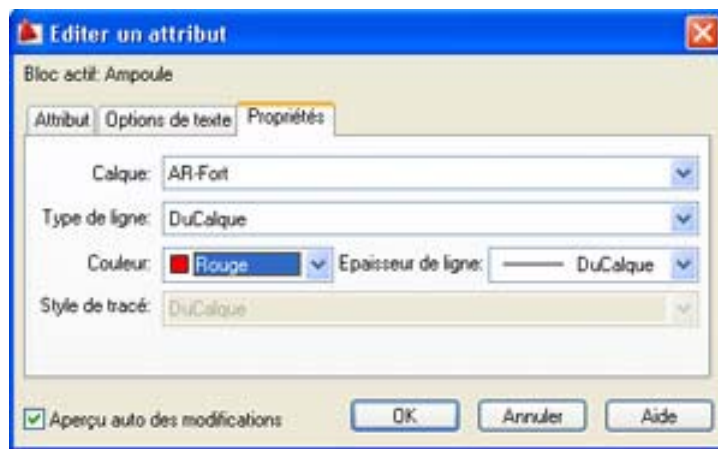 Editer un attribut
Bloc actif: Ampoule
Attribut Options de texte Propriétés
Calque: AR-Fort
Type de ligne: DuCalque
Couleur: Rouge Epaisseur de ligne: DuCalque
Style de tracé: DuCalque
Aperçu auto des modifications OK Annuler Aide